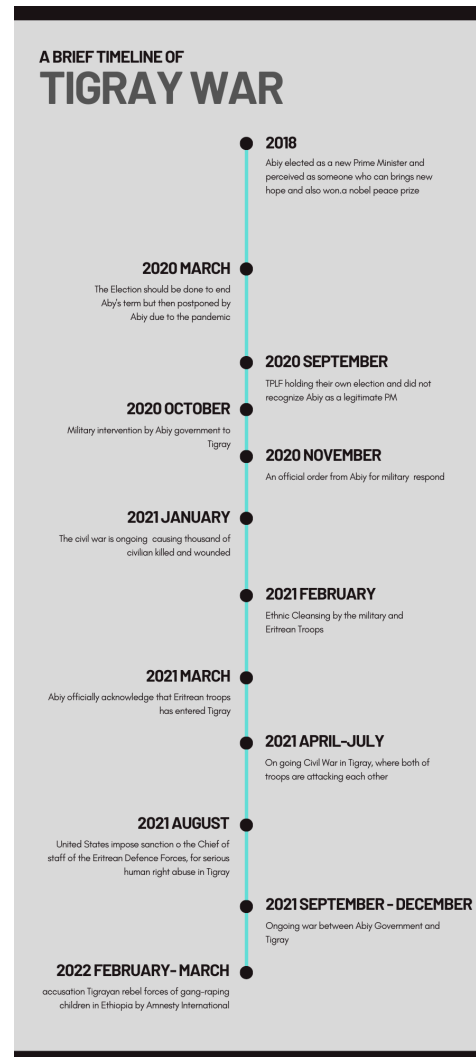 A BRIEF TIMELINE OF
TIGRAY WAR
2018
Abiy elected as a new Prime Minister and
perceived as someone who can brings new
hope and also won.a nobel peace prize
2020 MARCH
The Election should be done to end
Aby's term but then postponed by
Abiy due to the pandemic
2020 SEPTEMBER
TPLF holding their own election and did not
recognize Abiy as a legitimate PM
2020 OCTOBER
Military intervention by Abiy government to
Tigray
2020 NOVEMBER
An official order from Abiy for military respond
2021 JANUARY
The civil war is ongoing causing thousand of
civilian killed and wounded
2021 FEBRUARY
Ethnic Cleansing by the military and
Eritrean Troops
2021 MARCH
Abiy officially acknowledge that Eritrean troops
has entered Tigray
2021 APRIL-JULY
On going Civil War in Tigray, where both of
troops are attacking each other
2021 AUGUST
United States impose sanction o the Chief of
staff of the Eritrean Defence Forces, for serious
human right abuse in Tigray
2021 SEPTEMBER - DECEMBER
Ongoing war between Abiy Government and
Tigray
2022 FEBRUARY- MARCH
accusation Tigrayan rebel forces of gang-raping
children in Ethiopia by Amnesty International